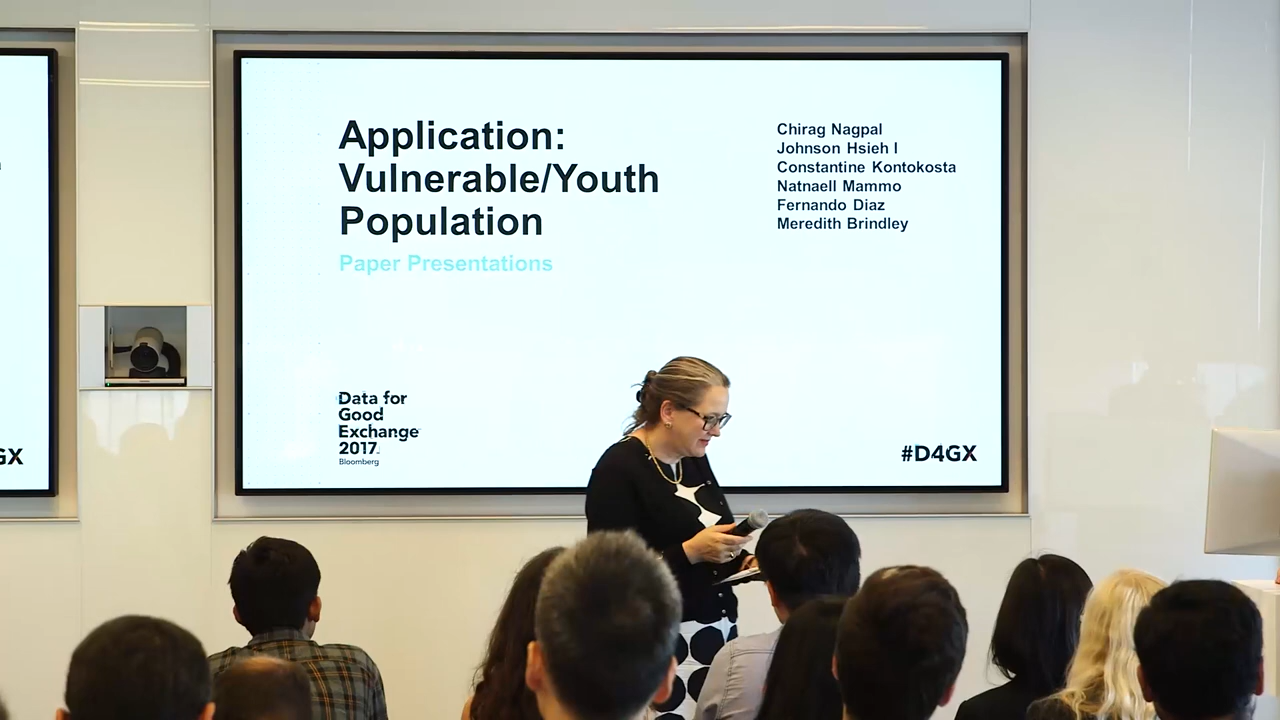 Application:
Vulnerable/Youth
Population
Paper Presentations
Chirag Nagpal
Johnson Hsieh I
Constantine Kontokosta
Natnaell Mammo
Fernando Diaz
Meredith Brindley
Data for
Good
Exchange
2017
Bloomberg
#D4GX
GX